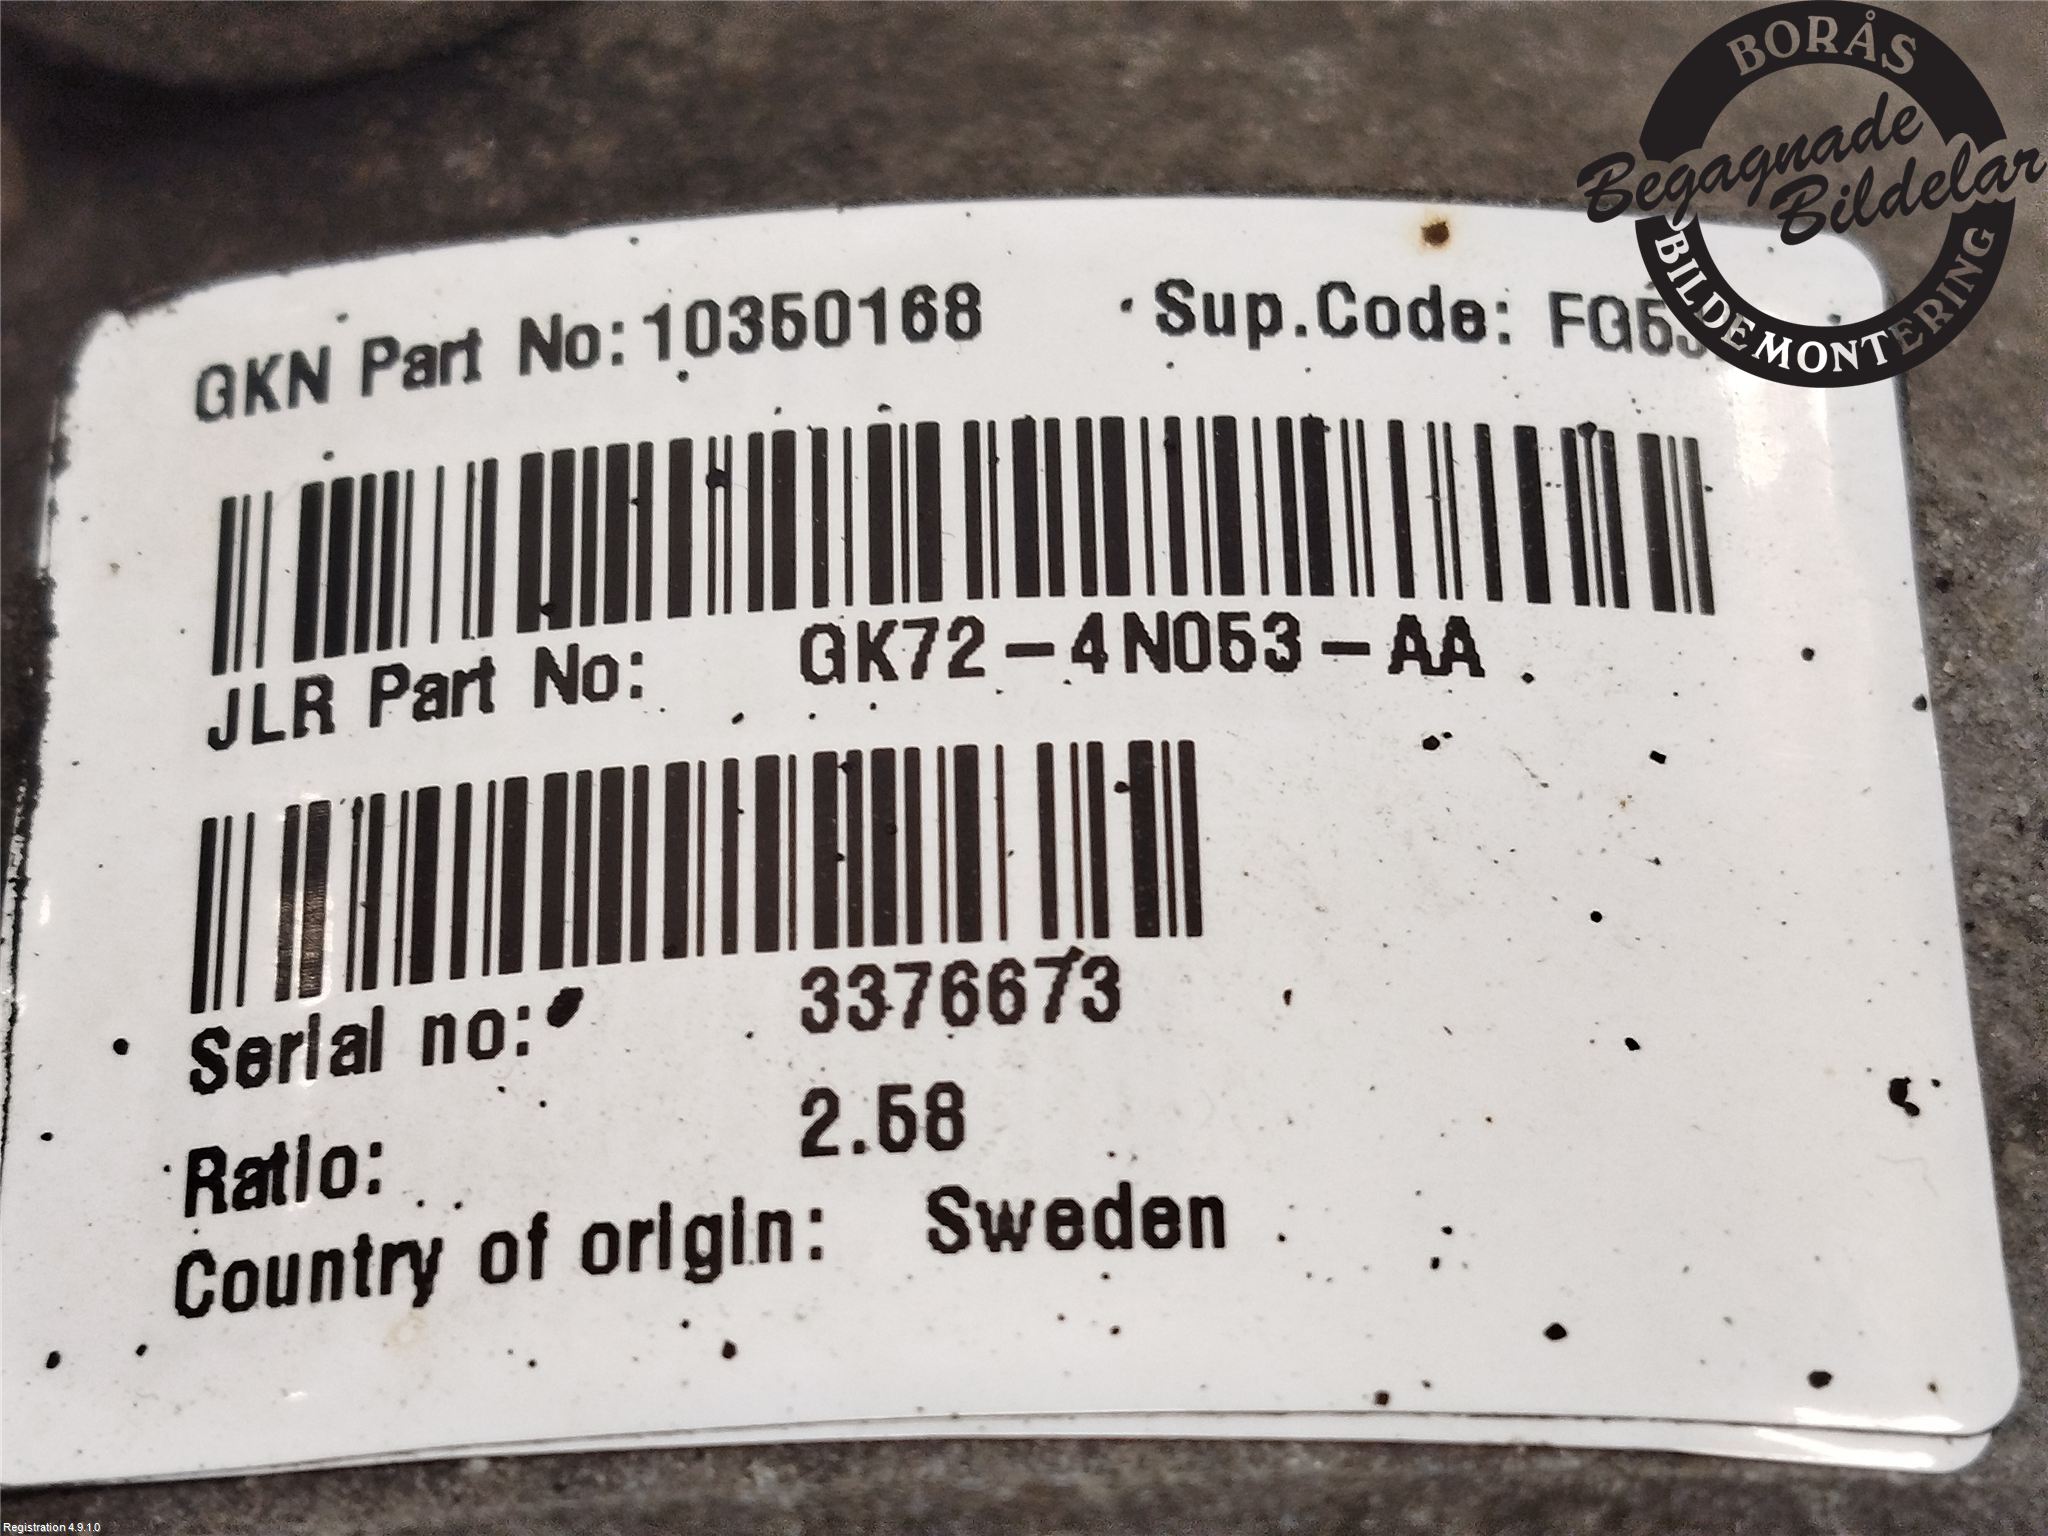 BORÅS
Begagnade
Bildelar
BILDEMONTERING
GKN Part No: 10350168 Sup.Code:
JLR Part No: GK72-4N053-AA
Serial no: 3376673
Ratio: 2.58
Country of origin: Sweden
Registration 4.9.1.0